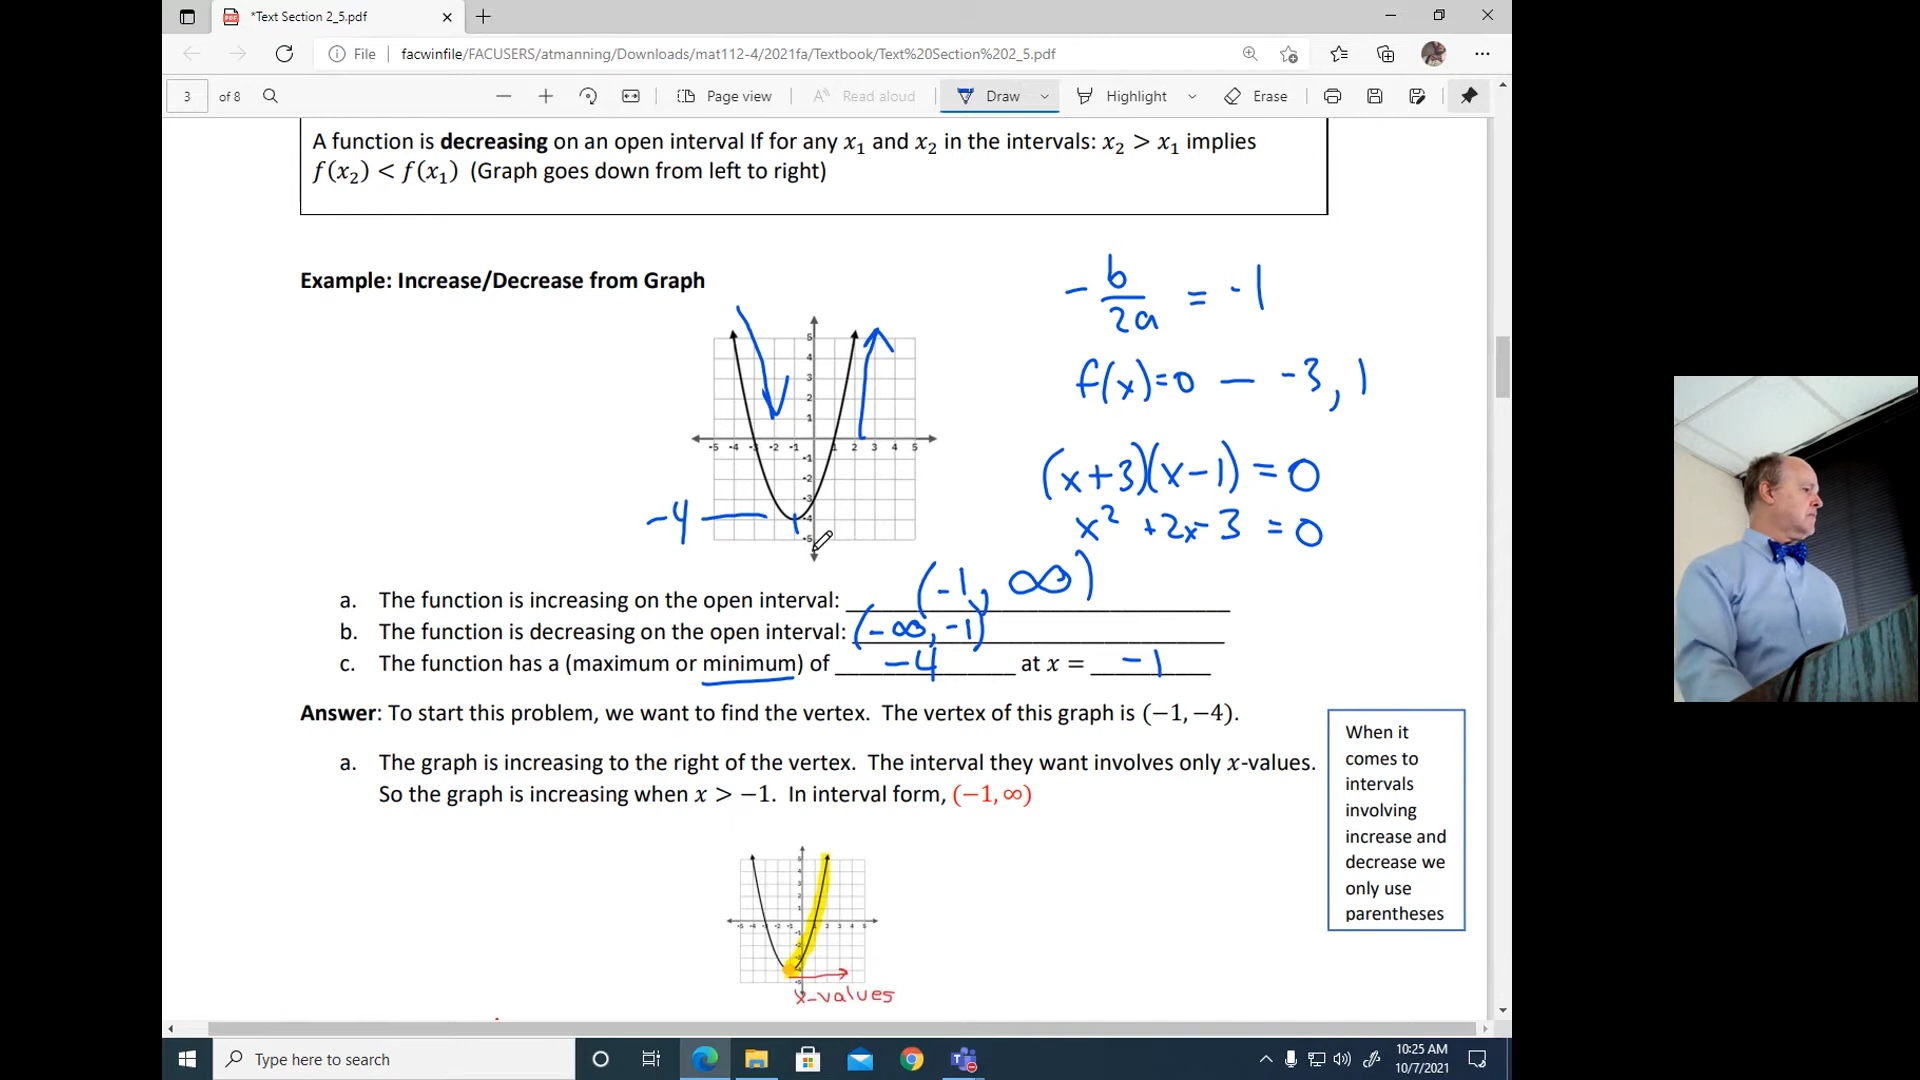 *Text Section 2_5.pdf
File facwinfile/FACUSERS/atmanning/Downloads/mat112-4/2021fa/Textbook/Text%20Section%202_5.pdf
3 of 8 Page view Read aloud Draw Highlight Erase
A function is decreasing on an open interval If for any x₁ and x₂ in the intervals: x₂ > x₁ implies
f(x₂) < f(x₁) (Graph goes down from left to right)
Example: Increase/Decrease from Graph
- b/2a = -1
f(x)=0 — -3, 1
(x+3)(x-1) = 0
x² +2x-3 = 0
-4
a. The function is increasing on the open interval: (-1, ∞)
b. The function is decreasing on the open interval: (-∞, -1)
c. The function has a (maximum or minimum) of -4 at x = -1
Answer: To start this problem, we want to find the vertex. The vertex of this graph is (−1, −4).
a. The graph is increasing to the right of the vertex. The interval they want involves only x-values.
So the graph is increasing when x > −1. In interval form, (−1, ∞)
When it
comes to
intervals
involving
increase and
decrease we
only use
parentheses
x-values
Type here to search
10:25 AM
10/7/2021